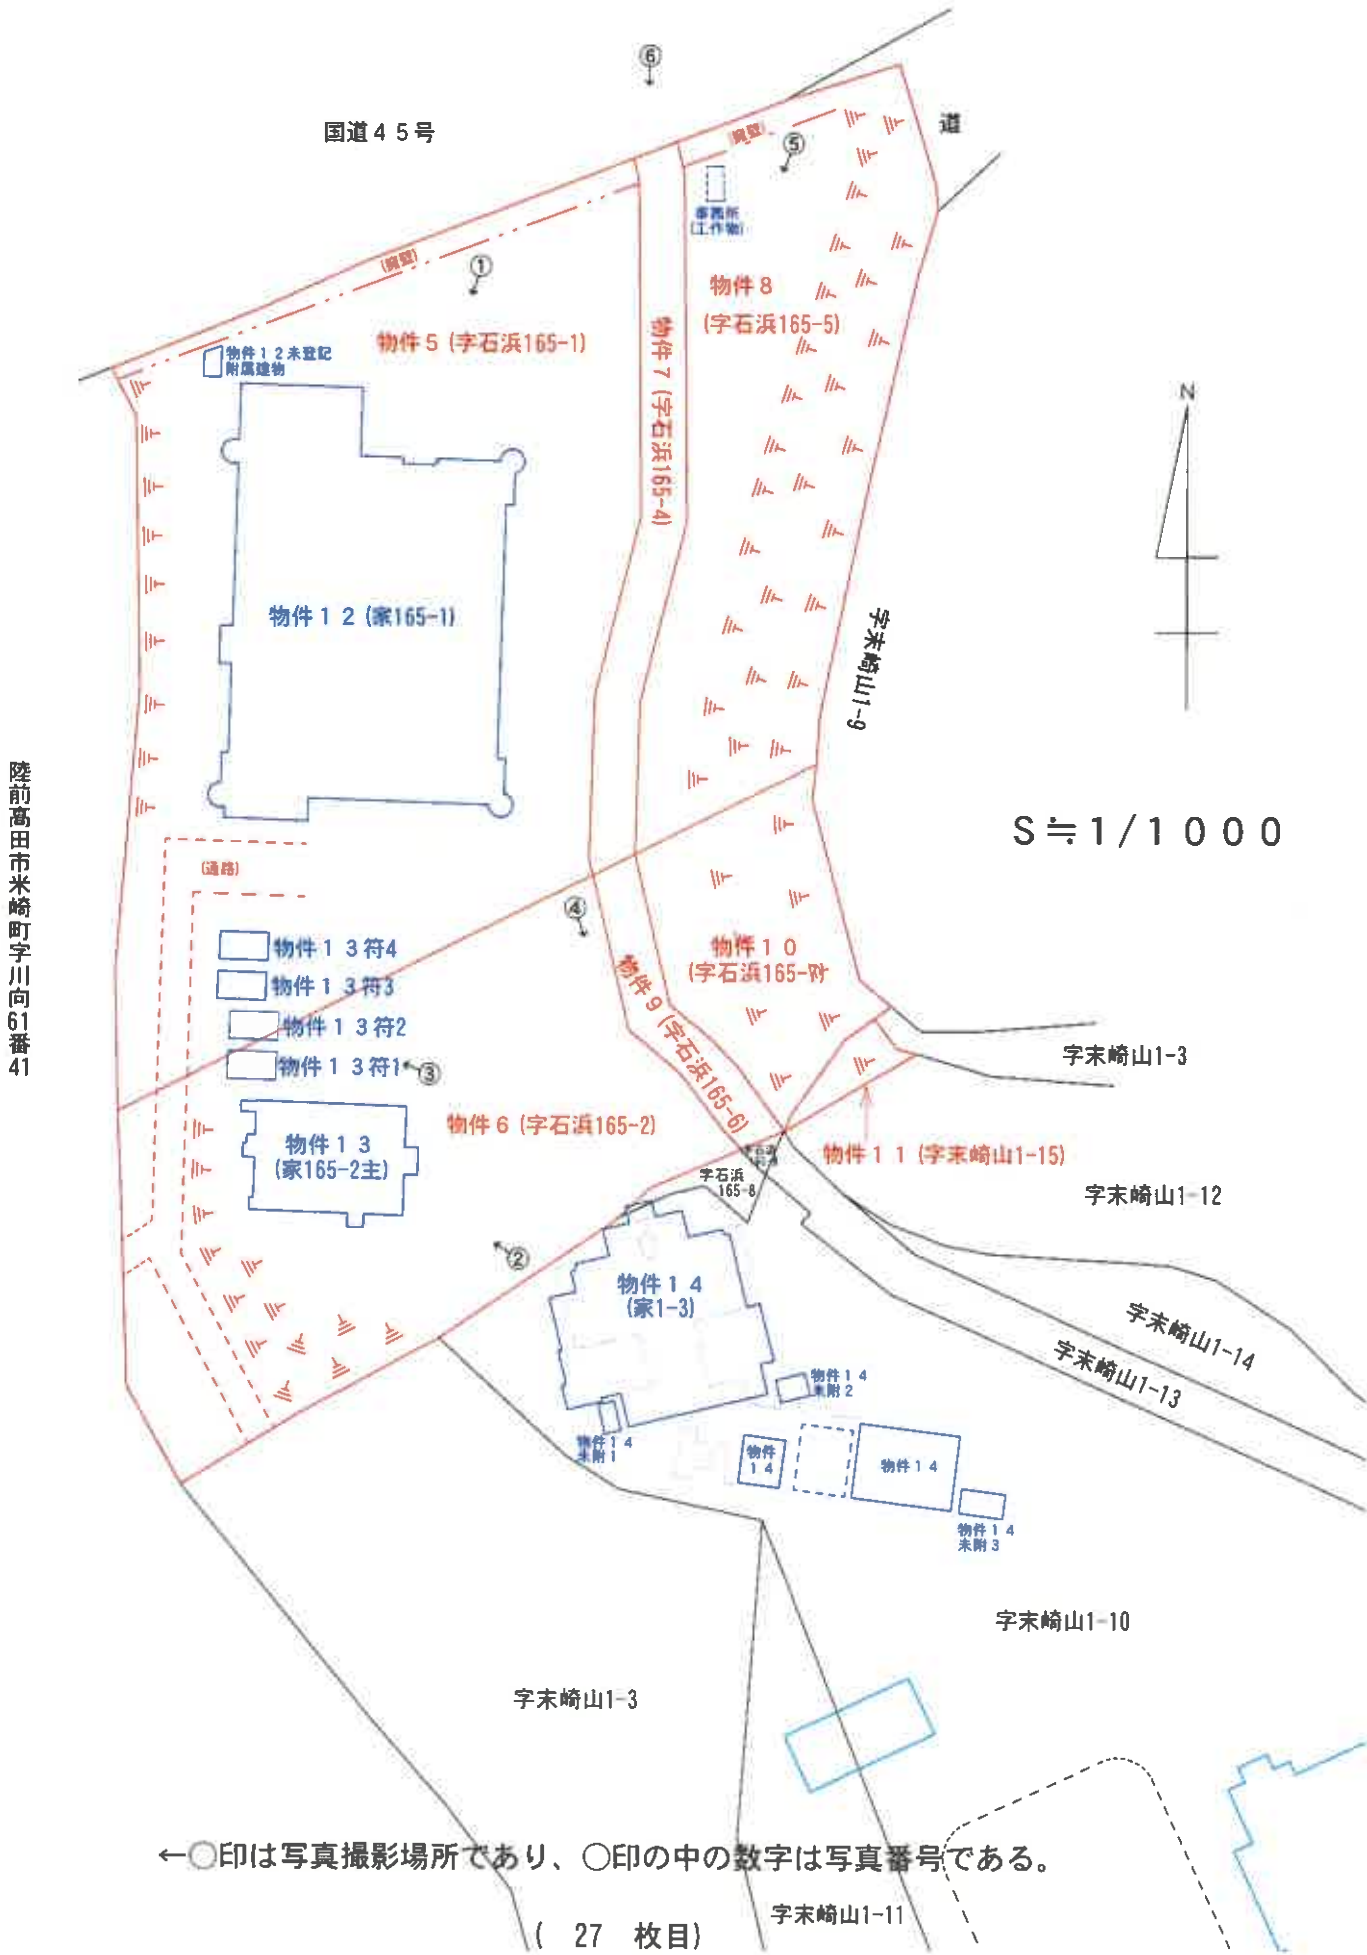 ⑥
国道４５号
道
(擁壁)
⑤
事務所
(工作物)
(擁壁)
①
物件８
(字石浜165-5)
物件５(字石浜165-1)
物件７(字石浜165-4)
物件１２未登記
附属建物
N
物件１２(家165-1)
字末崎山1-9
S≒1/1000
陸前高田市米崎町字川向61番41
(通路)
④
物件１３符4
物件１３符3
物件１３符2
物件１３符1
③
物件１０
物件９(字石浜165-6)
字末崎山1-3
物件６(字石浜165-2)
物件１３
(家165-2主)
物件１１(字末崎山1-15)
字石浜
165-8
字末崎山1-12
②
物件１４
(家1-3)
字末崎山1-14
字末崎山1-13
物件１４
未附２
物件１４
未附１
物件
１４
物件１４
物件１４
未附３
字末崎山1-10
字末崎山1-3
←○印は写真撮影場所であり、○印の中の数字は写真番号である。
字末崎山1-11
( 27 枚目)